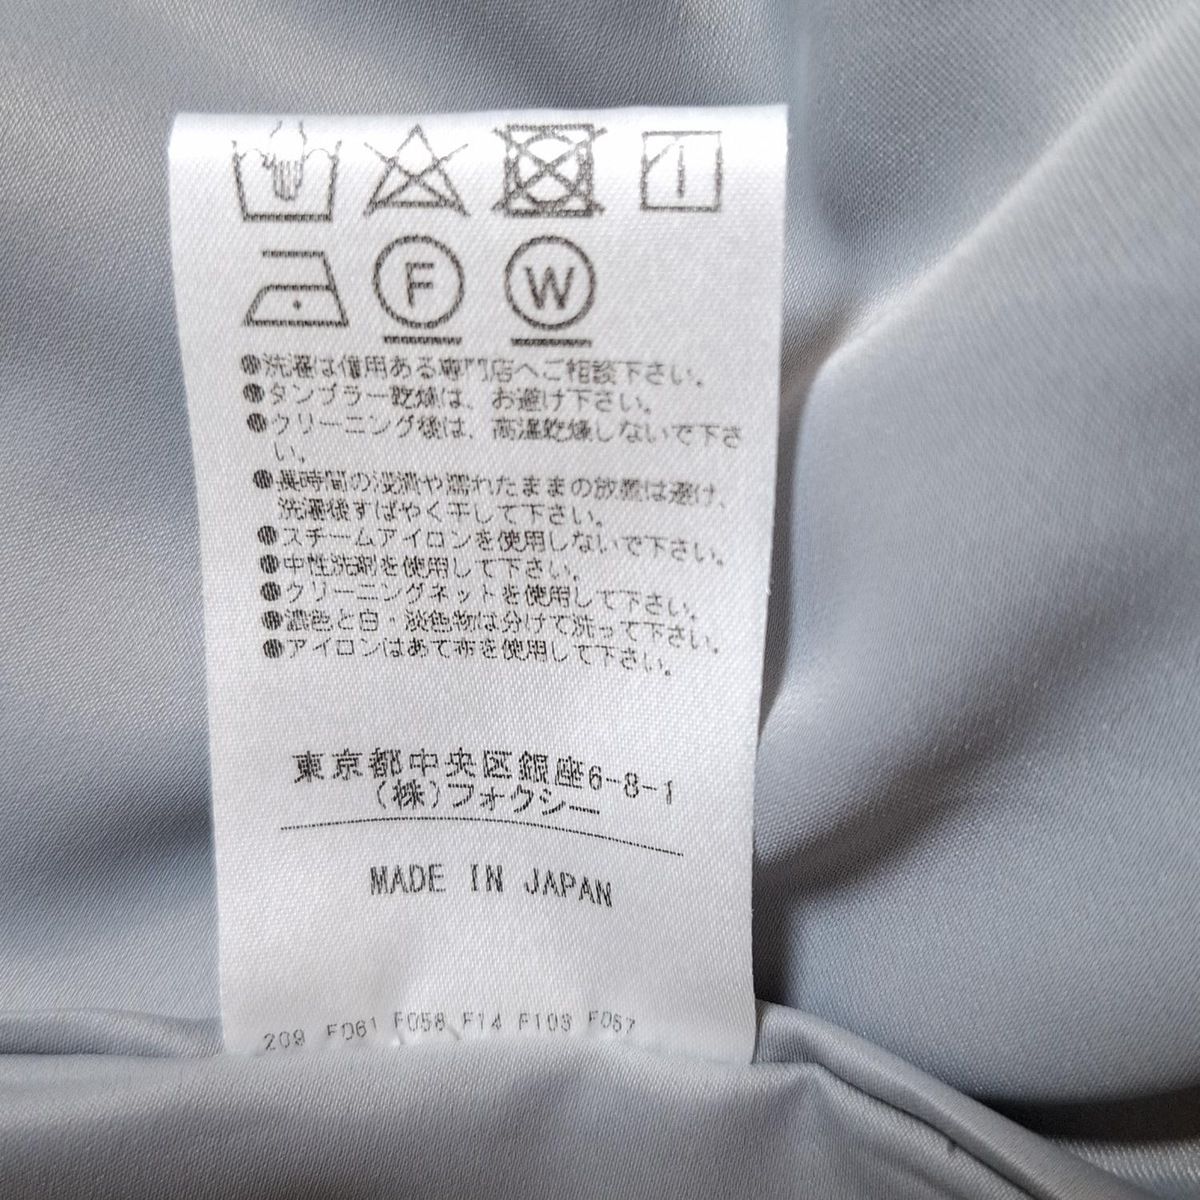 F W
●洗濯は信用ある専門店へご相談下さい。
●タンブラー乾燥は、お避け下さい。
●クリーニング後は、高温乾燥しないで下さ
い。
●長時間の浸漬や濡れたままの放置は避け、
洗濯後すばやく干して下さい。
●スチームアイロンを使用しないで下さい。
●中性洗剤を使用して下さい。
●クリーニングネットを使用して下さい。
●濃色と白・淡色物は分けて洗って下さい。
●アイロンはあて布を使用して下さい。
東京都中央区銀座6-8-1
(株)フォクシー
MADE IN JAPAN
209 F061 F058 F14 F103 F057